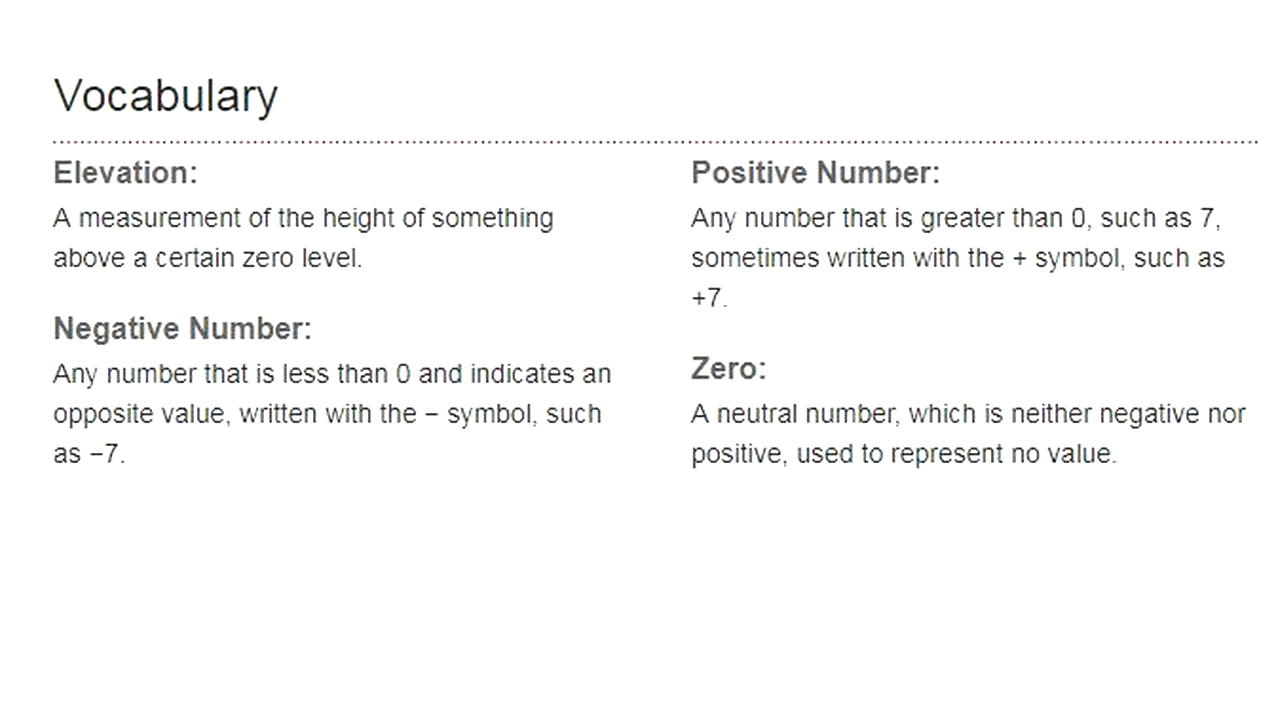 Vocabulary
Elevation:
A measurement of the height of something
above a certain zero level.
Negative Number:
Any number that is less than 0 and indicates an
opposite value, written with the − symbol, such
as −7.
Positive Number:
Any number that is greater than 0, such as 7,
sometimes written with the + symbol, such as
+7.
Zero:
A neutral number, which is neither negative nor
positive, used to represent no value.